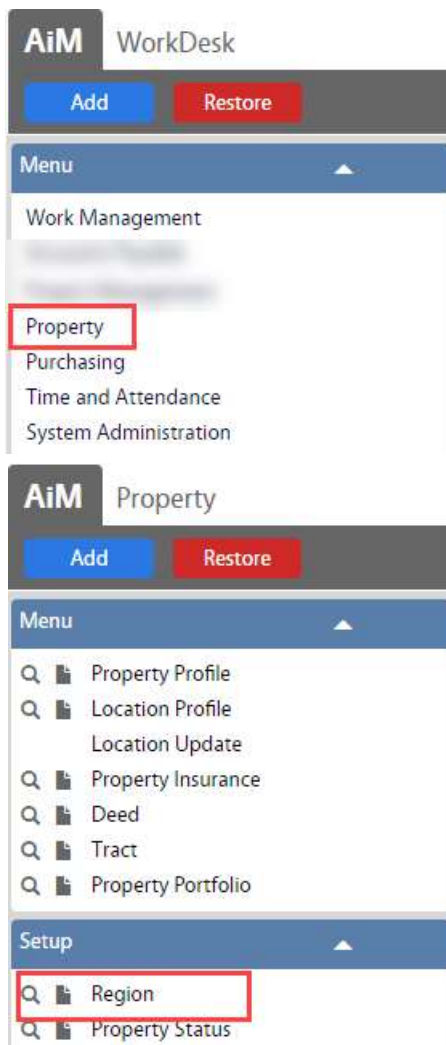 AiM WorkDesk
Add Restore
Menu
Work Management
Property
Purchasing
Time and Attendance
System Administration
AiM Property
Add Restore
Menu
Property Profile
Location Profile
Location Update
Property Insurance
Deed
Tract
Property Portfolio
Setup
Region
Property Status